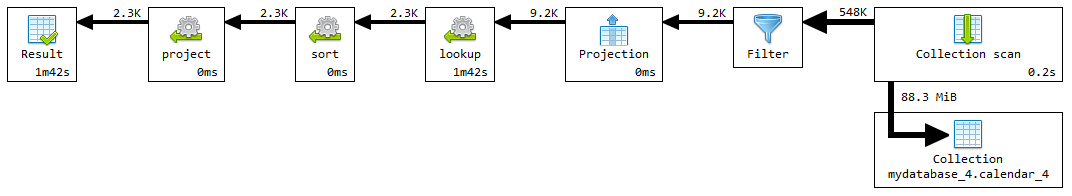 2.3K
2.3K
2.3K
9.2K
9.2K
548K
Result
1m42s
project
0ms
sort
0ms
lookup
1m42s
Projection
0ms
Filter
Collection scan
0.2s
88.3 MiB
Collection
mydatabase_4.calendar_4